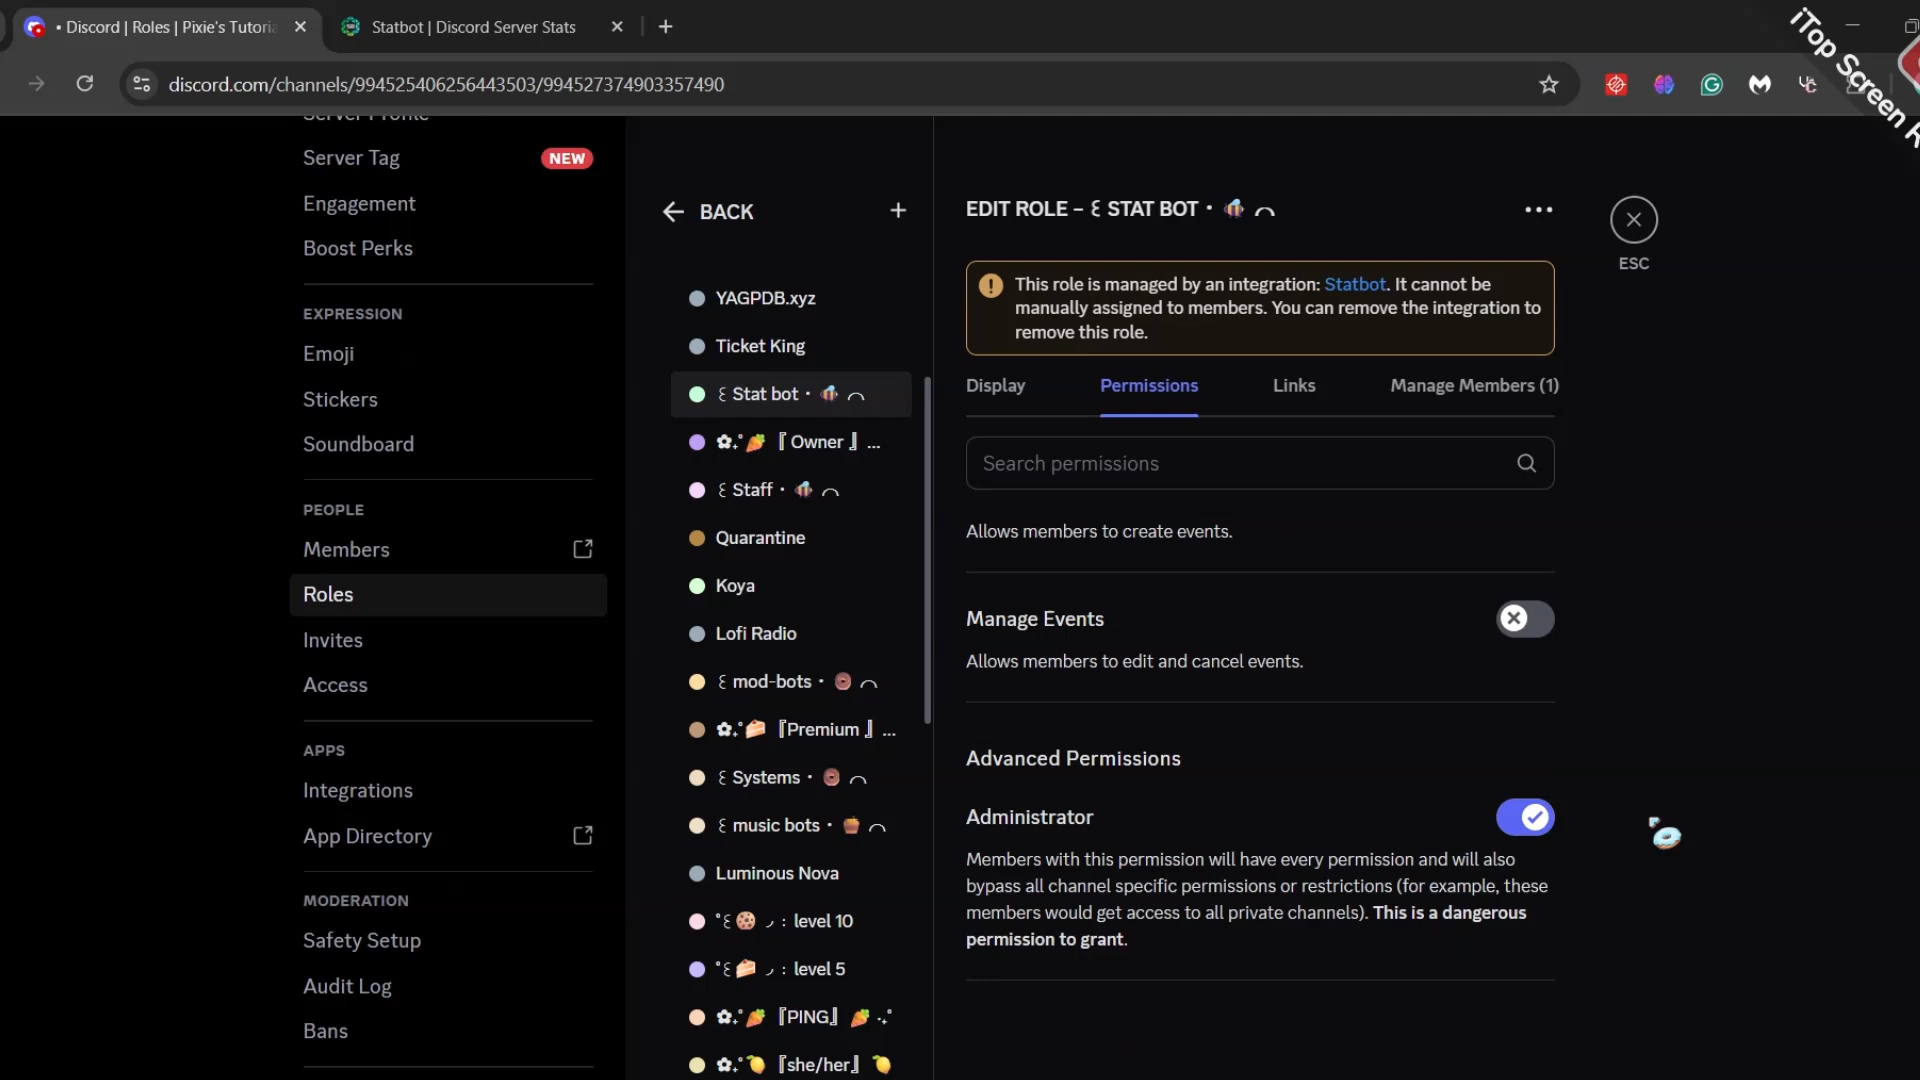 • Discord | Roles | Pixie's Tutoria
Statbot | Discord Server Stats
discord.com/channels/994525406256443503/994527374903357490
iTop Screen R
Server Profile
Server Tag
NEW
Engagement
Boost Perks
EXPRESSION
Emoji
Stickers
Soundboard
PEOPLE
Members
Roles
Invites
Access
APPS
Integrations
App Directory
MODERATION
Safety Setup
Audit Log
Bans
BACK
YAGPDB.xyz
Ticket King
꒰ Stat bot・🐝 ︵
✿˖°🥕 『 Owner 』...
꒰ Staff・🐝 ︵
Quarantine
Koya
Lofi Radio
꒰ mod-bots・🍩 ︵
✿˖°🍰 『Premium 』...
꒰ Systems・🍩 ︵
꒰ music bots・🧁 ︵
Luminous Nova
°꒰🍪 ◞ : level 10
°꒰🍰 ◞ : level 5
✿˖°🥕 『PING』 🥕 ‧˖°
✿˖°🍋 『she/her』 🍋
EDIT ROLE – ꒰ STAT BOT・🐝 ︵
ESC
This role is managed by an integration: Statbot. It cannot be
manually assigned to members. You can remove the integration to
remove this role.
Display
Permissions
Links
Manage Members (1)
Search permissions
Allows members to create events.
Manage Events
Allows members to edit and cancel events.
Advanced Permissions
Administrator
Members with this permission will have every permission and will also
bypass all channel specific permissions or restrictions (for example, these
members would get access to all private channels). This is a dangerous
permission to grant.